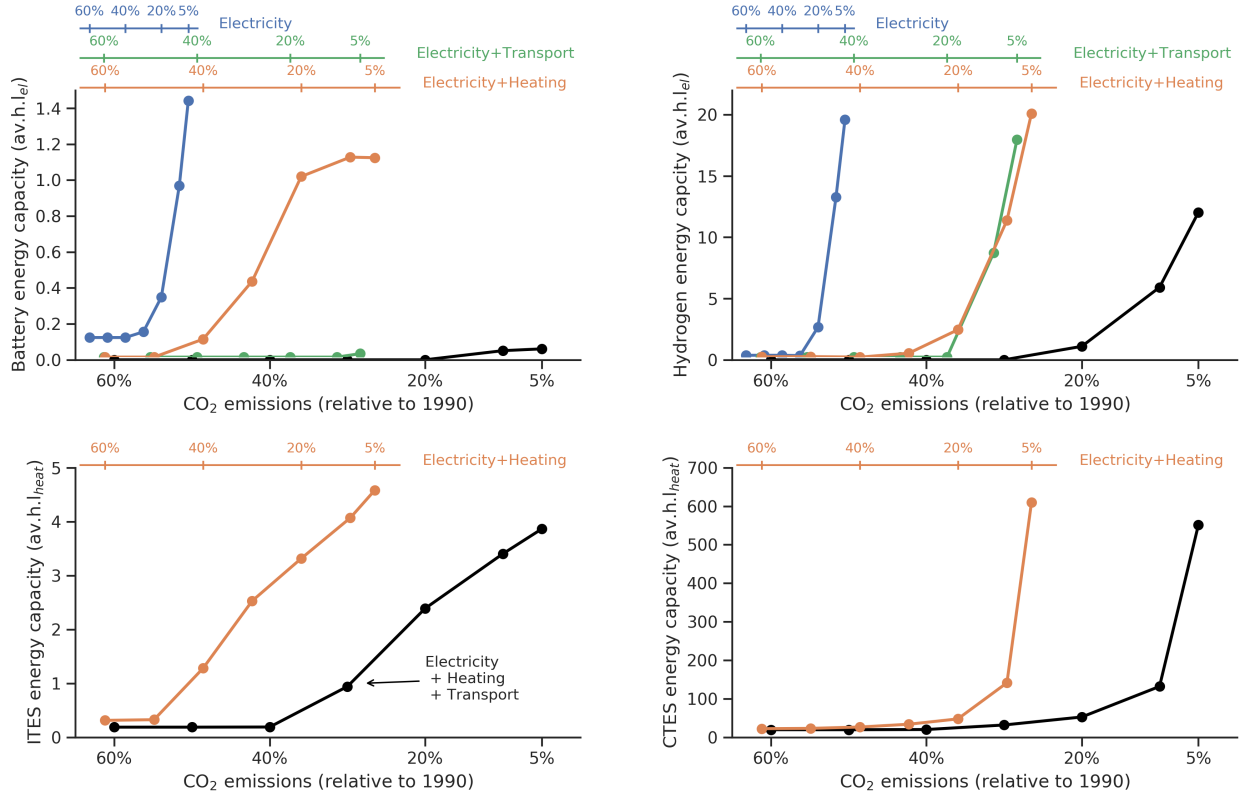 60% 40% 20% 5% Electricity
60% 40% 20% 5% Electricity+Transport
60% 40% 20% 5% Electricity+Heating
Battery energy capacity (av.h.l_el)
1.4
1.2
1.0
0.8
0.6
0.4
0.2
0.0
60% 40% 20% 5%
CO₂ emissions (relative to 1990)
60% 40% 20% 5% Electricity
60% 40% 20% 5% Electricity+Transport
60% 40% 20% 5% Electricity+Heating
Hydrogen energy capcity (av.h.l_el)
20
15
10
5
0
60% 40% 20% 5%
CO₂ emissions (relative to 1990)
60% 40% 20% 5% Electricity+Heating
ITES energy capacity (av.h.l_heat)
5
4
3
2
1
0
Electricity
+ Heating
+ Transport
60% 40% 20% 5%
CO₂ emissions (relative to 1990)
60% 40% 20% 5% Electricity+Heating
CTES energy capacity (av.h.l_heat)
700
600
500
400
300
200
100
0
60% 40% 20% 5%
CO₂ emissions (relative to 1990)